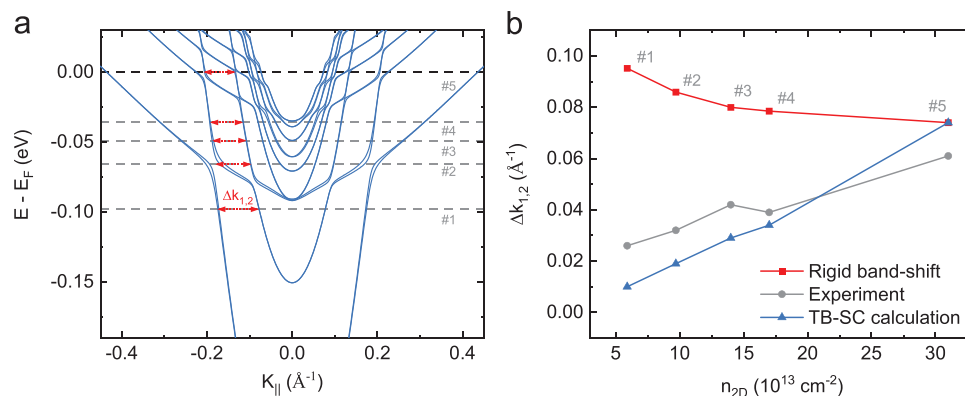 a
0.00
-0.05
-0.10
-0.15
E - E_F (eV)
#5
#4
#3
#2
#1
Δk1,2
-0.4 -0.2 0.0 0.2 0.4
K|| (Å-1)
b
0.10
0.08
0.06
0.04
0.02
0.00
Δk1,2 (Å-1)
#1
#2
#3
#4
#5
Rigid band-shift
Experiment
TB-SC calculation
5 10 15 20 25 30
n2D (10^13 cm-2)